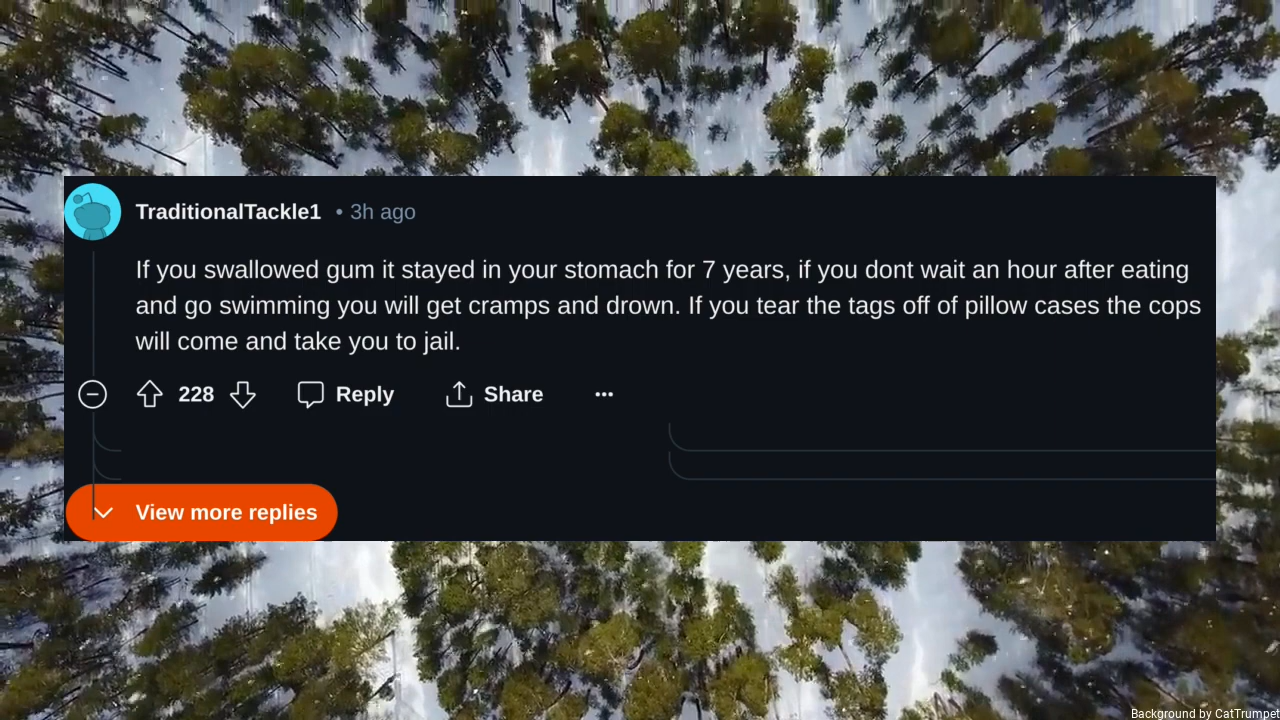 TraditionalTackle1 • 3h ago
If you swallowed gum it stayed in your stomach for 7 years, if you dont wait an hour after eating
and go swimming you will get cramps and drown. If you tear the tags off of pillow cases the cops
will come and take you to jail.
228 Reply Share ···
View more replies
Background by CatTrumpet